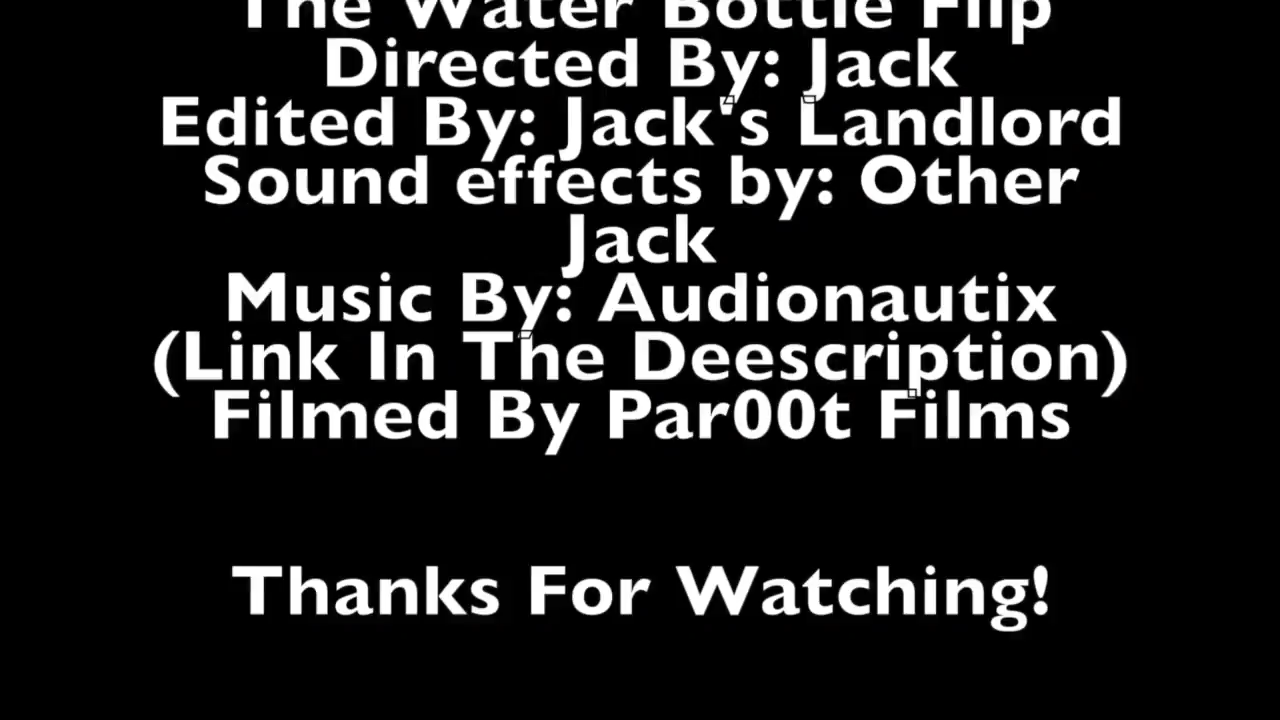 The Water Bottle Flip
Directed By: Jack
Edited By: Jack's Landlord
Sound effects by: Other
Jack
Music By: Audionautix
(Link In The Deescription)
Filmed By Par00t Films
Thanks For Watching!